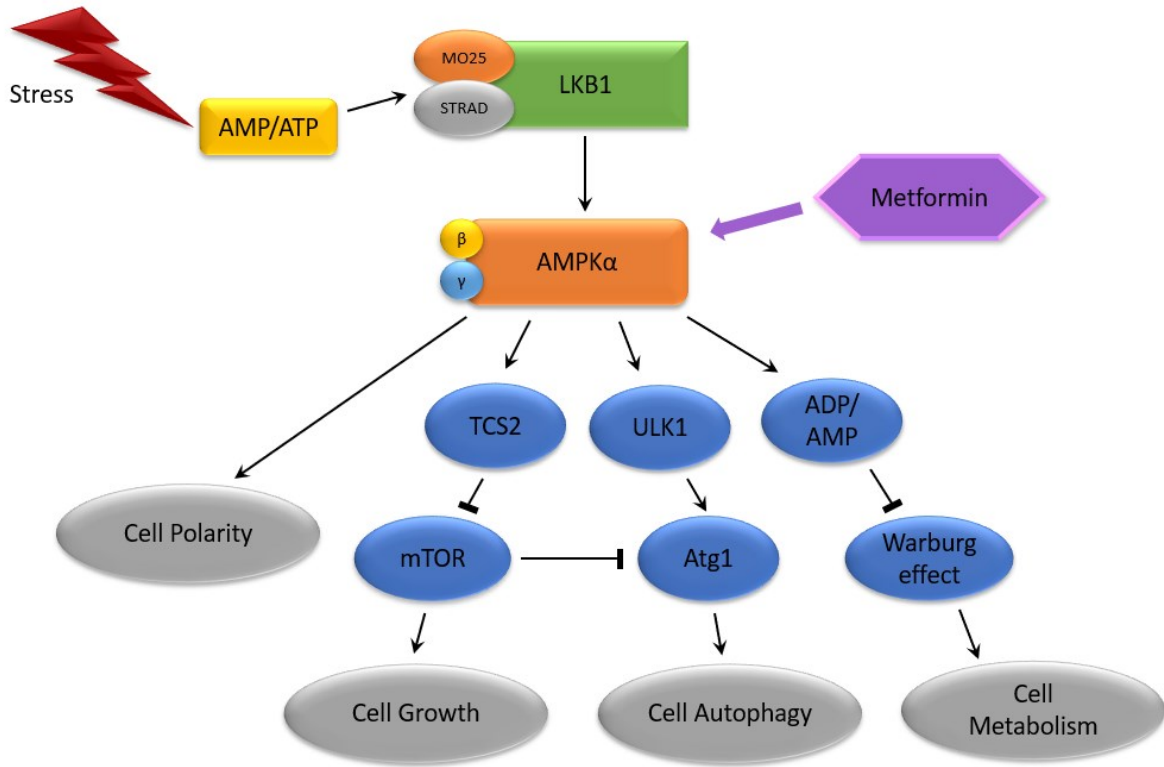 Stress
AMP/ATP
MO25
STRAD
LKB1
Metformin
β
γ
AMPKα
TCS2
ULK1
ADP/
AMP
Cell Polarity
mTOR
Atg1
Warburg
effect
Cell Growth
Cell Autophagy
Cell
Metabolism